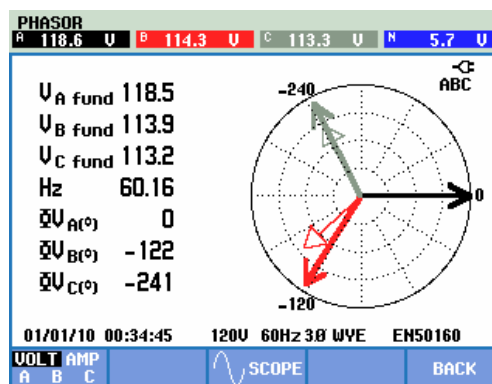 PHASOR
A 118.6 V B 114.3 V C 113.3 V N 5.7 V
ABC
VA fund 118.5
VB fund 113.9
VC fund 113.2
Hz 60.16
ΦVA(°) 0
ΦVB(°) -122
ΦVC(°) -241
-240
0
-120
01/01/10 00:34:45 120V 60Hz 3Ø WYE EN50160
VOLT AMP
A B C
SCOPE
BACK